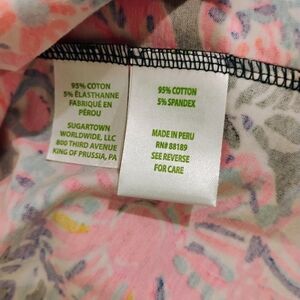 95% COTON
5% ÉLASTHANNE
FABRIQUÉ EN
PÉROU
SUGARTOWN
WORLDWIDE, LLC
800 THIRD AVENUE
KING OF PRUSSIA, PA
95% COTTON
5% SPANDEX
MADE IN PERU
RN# 88189
SEE REVERSE
FOR CARE